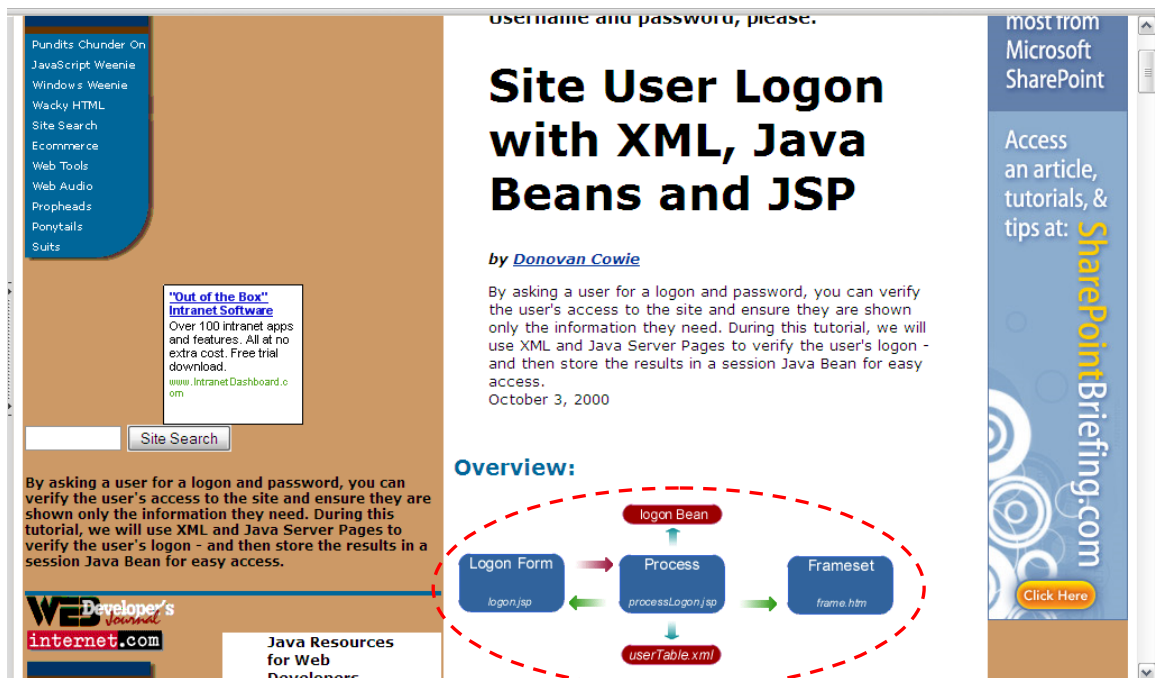 Pundits Chunder On
JavaScript Weenie
Windows Weenie
Wacky HTML
Site Search
Ecommerce
Web Tools
Web Audio
Propheads
Ponytails
Suits
"Out of the Box"
Intranet Software
Over 100 intranet apps
and features. All at no
extra cost. Free trial
download.
www.IntranetDashboard.c
om
Site Search
By asking a user for a logon and password, you can
verify the user's access to the site and ensure they are
shown only the information they need. During this
tutorial, we will use XML and Java Server Pages to
verify the user's logon - and then store the results in a
session Java Bean for easy access.
WEB Developer's
Journal
internet.com
Java Resources
for Web
Developers
Username and password, please.
Site User Logon
with XML, Java
Beans and JSP
by Donovan Cowie
By asking a user for a logon and password, you can verify
the user's access to the site and ensure they are shown
only the information they need. During this tutorial, we will
use XML and Java Server Pages to verify the user's logon -
and then store the results in a session Java Bean for easy
access.
October 3, 2000
Overview:
logon Bean
Logon Form
logon.jsp
Process
processLogon.jsp
Frameset
frame.htm
userTable.xml
most from
Microsoft
SharePoint
Access
an article,
tutorials, &
tips at:
SharePointBriefing.com
Click Here